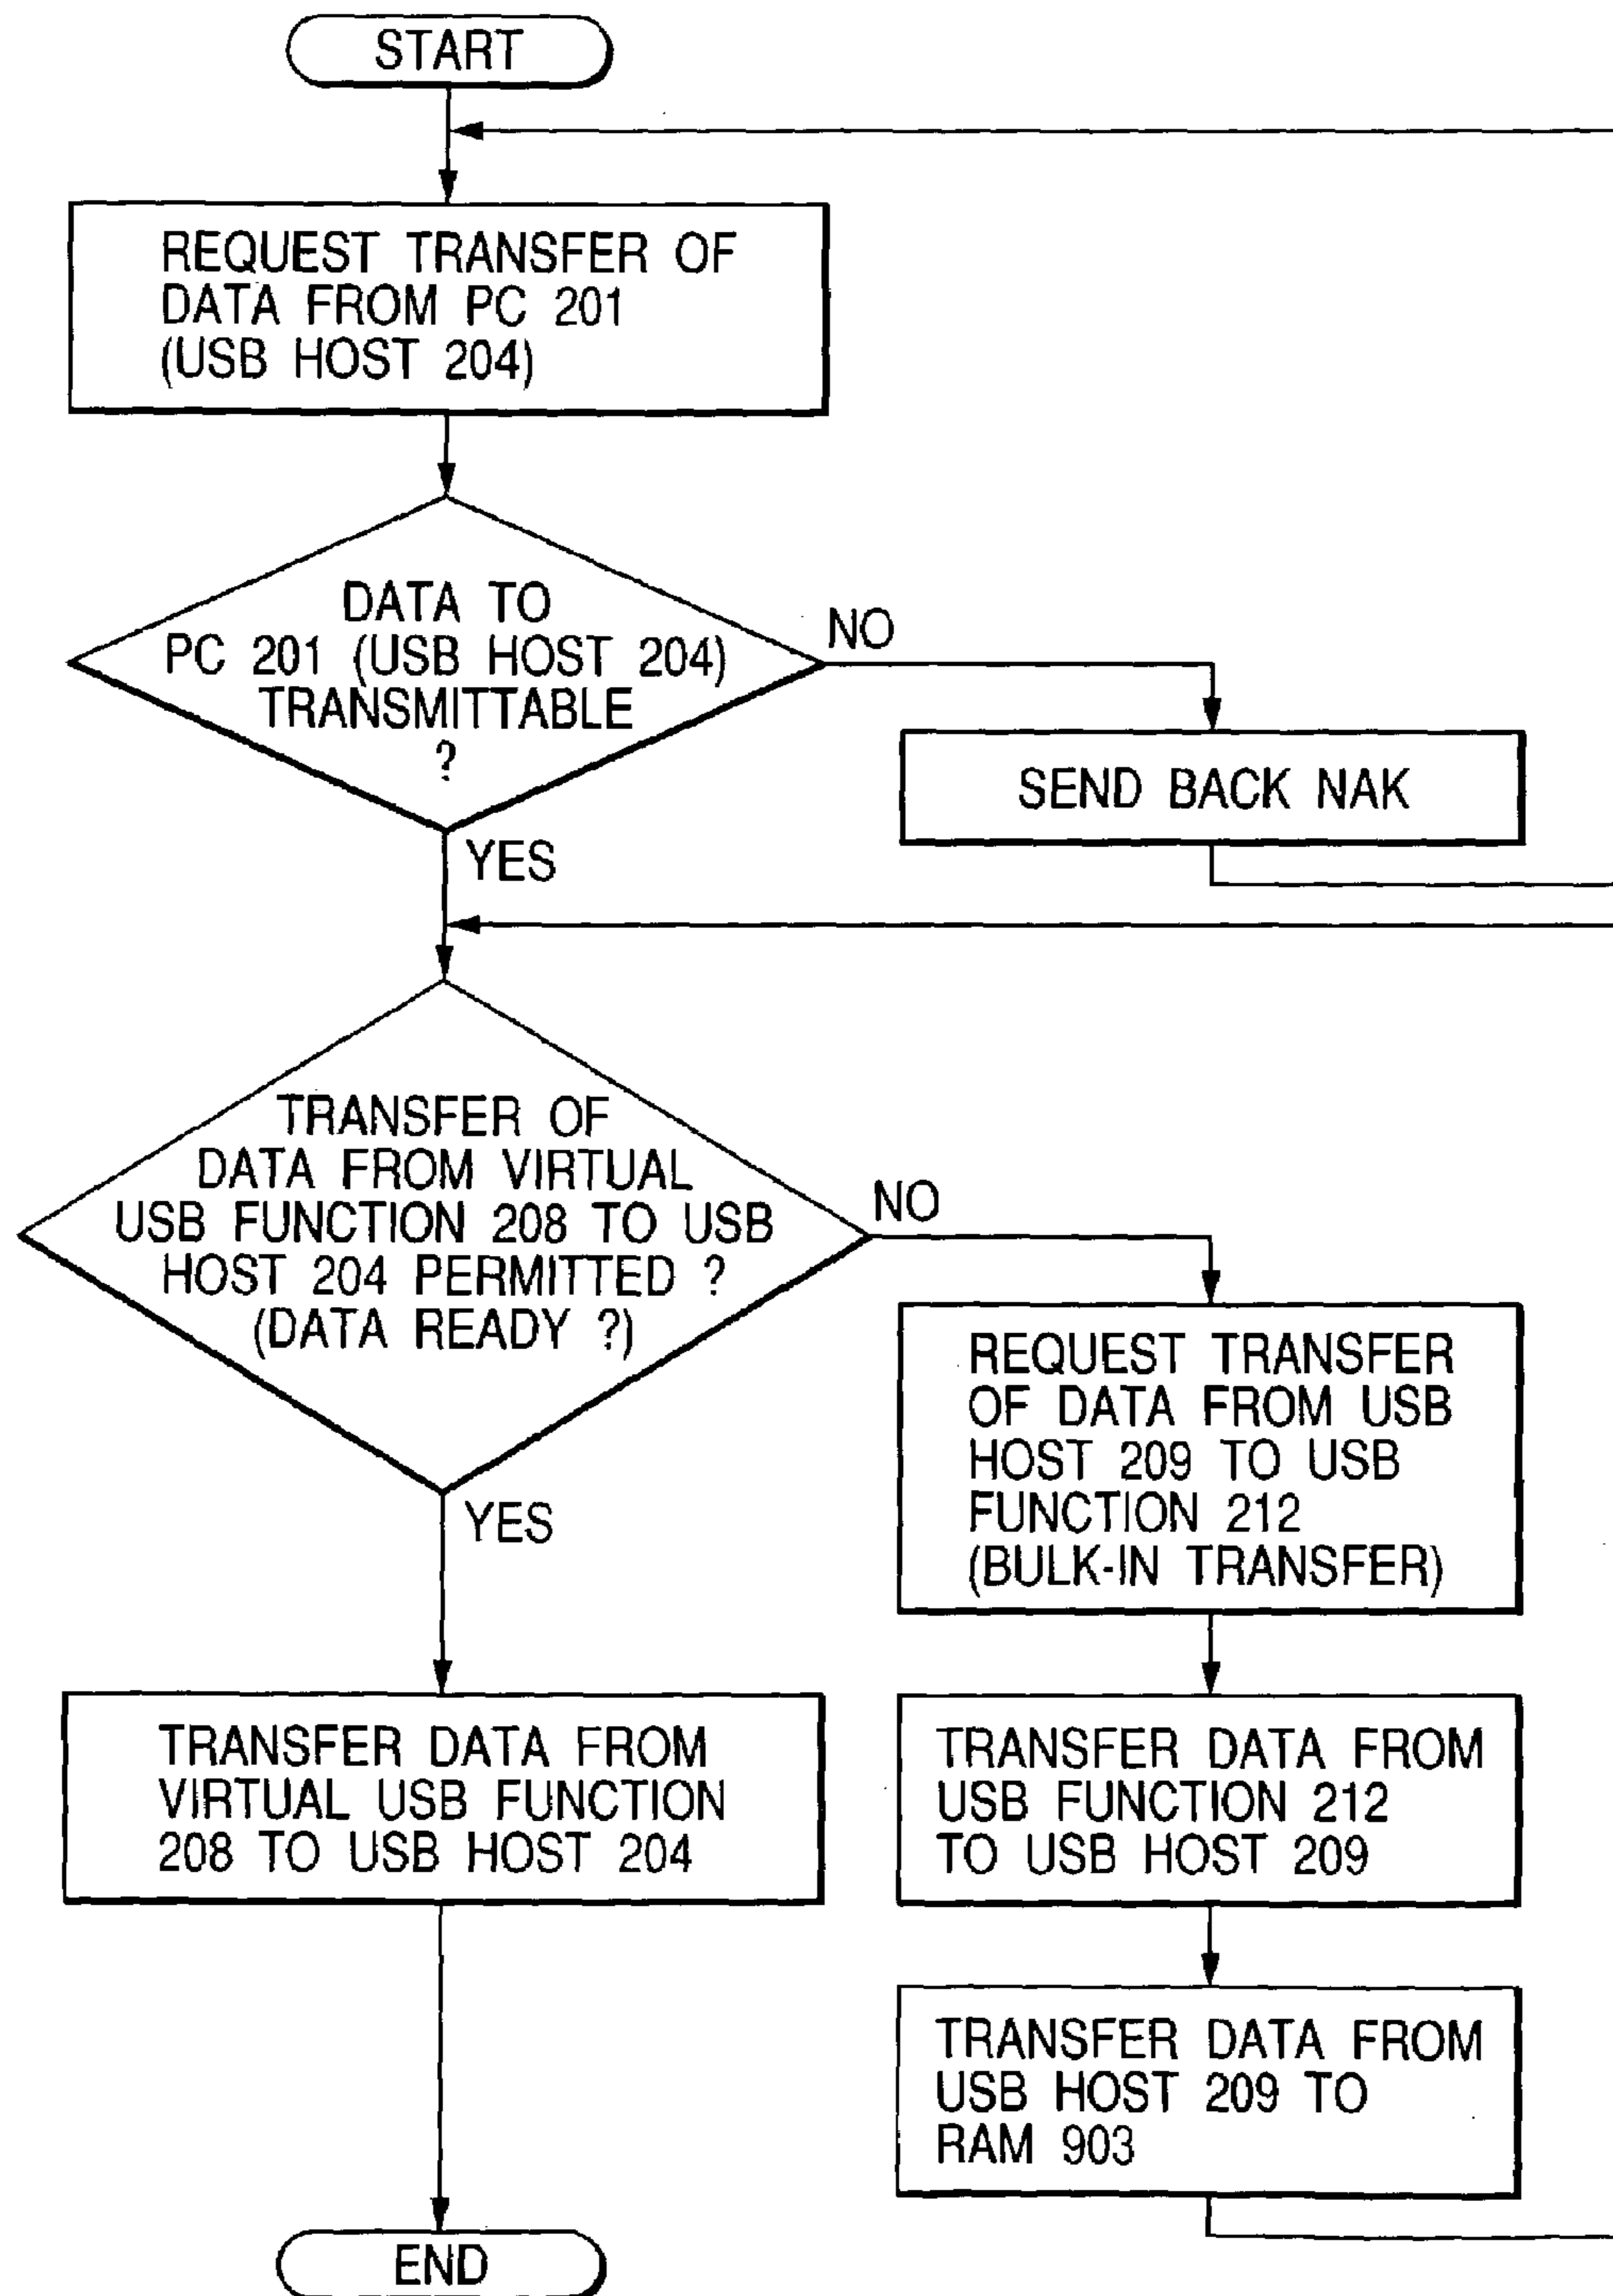 START
REQUEST TRANSFER OF
DATA FROM PC 201
(USB HOST 204)
DATA TO
PC 201 (USB HOST 204)
TRANSMITTABLE
?
NO
SEND BACK NAK
YES
TRANSFER OF
DATA FROM VIRTUAL
USB FUNCTION 208 TO USB
HOST 204 PERMITTED ?
(DATA READY ?)
NO
REQUEST TRANSFER
OF DATA FROM USB
HOST 209 TO USB
FUNCTION 212
(BULK-IN TRANSFER)
YES
TRANSFER DATA FROM
VIRTUAL USB FUNCTION
208 TO USB HOST 204
TRANSFER DATA FROM
USB FUNCTION 212
TO USB HOST 209
TRANSFER DATA FROM
USB HOST 209 TO
RAM 903
END